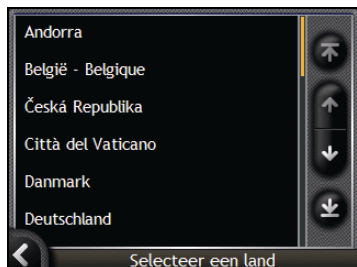 Andorra
België - Belgique
Česká Republika
Città del Vaticano
Danmark
Deutschland
Selecteer een land